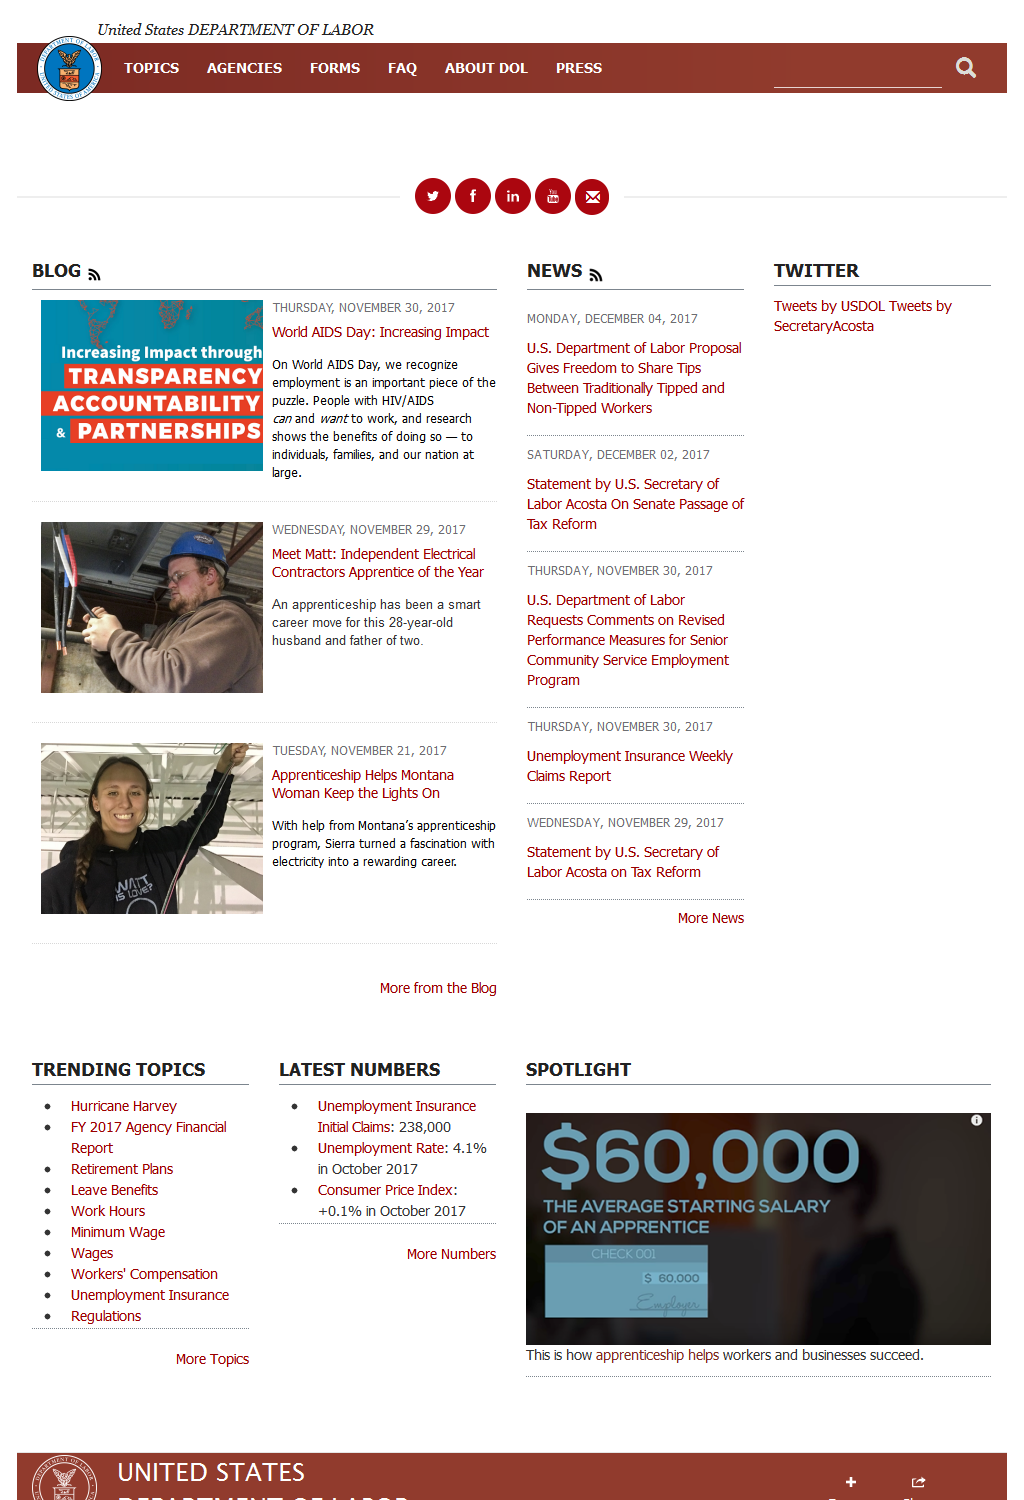 United States DEPARTMENT OF LABOR
TOPICS AGENCIES FORMS FAQ ABOUT DOL PRESS
BLOG
THURSDAY, NOVEMBER 30, 2017
World AIDS Day: Increasing Impact
On World AIDS Day, we recognize
employment is an important piece of the
puzzle. People with HIV/AIDS
can and want to work, and research
shows the benefits of doing so — to
individuals, families, and our nation at
large.
Increasing Impact through
TRANSPARENCY
ACCOUNTABILITY
& PARTNERSHIPS
WEDNESDAY, NOVEMBER 29, 2017
Meet Matt: Independent Electrical
Contractors Apprentice of the Year
An apprenticeship has been a smart
career move for this 28-year-old
husband and father of two.
TUESDAY, NOVEMBER 21, 2017
Apprenticeship Helps Montana
Woman Keep the Lights On
With help from Montana’s apprenticeship
program, Sierra turned a fascination with
electricity into a rewarding career.
WATT
IS LOVE?
More from the Blog
NEWS
MONDAY, DECEMBER 04, 2017
U.S. Department of Labor Proposal
Gives Freedom to Share Tips
Between Traditionally Tipped and
Non-Tipped Workers
SATURDAY, DECEMBER 02, 2017
Statement by U.S. Secretary of
Labor Acosta On Senate Passage of
Tax Reform
THURSDAY, NOVEMBER 30, 2017
U.S. Department of Labor
Requests Comments on Revised
Performance Measures for Senior
Community Service Employment
Program
THURSDAY, NOVEMBER 30, 2017
Unemployment Insurance Weekly
Claims Report
WEDNESDAY, NOVEMBER 29, 2017
Statement by U.S. Secretary of
Labor Acosta on Tax Reform
More News
TWITTER
Tweets by USDOL Tweets by
SecretaryAcosta
TRENDING TOPICS
Hurricane Harvey
FY 2017 Agency Financial
Report
Retirement Plans
Leave Benefits
Work Hours
Minimum Wage
Wages
Workers' Compensation
Unemployment Insurance
Regulations
More Topics
LATEST NUMBERS
Unemployment Insurance
Initial Claims: 238,000
Unemployment Rate: 4.1%
in October 2017
Consumer Price Index:
+0.1% in October 2017
More Numbers
SPOTLIGHT
$60,000
THE AVERAGE STARTING SALARY
OF AN APPRENTICE
CHECK 001
$ 60,000
Employer
This is how apprenticeship helps workers and businesses succeed.
UNITED STATES
DEPARTMENT OF LABOR